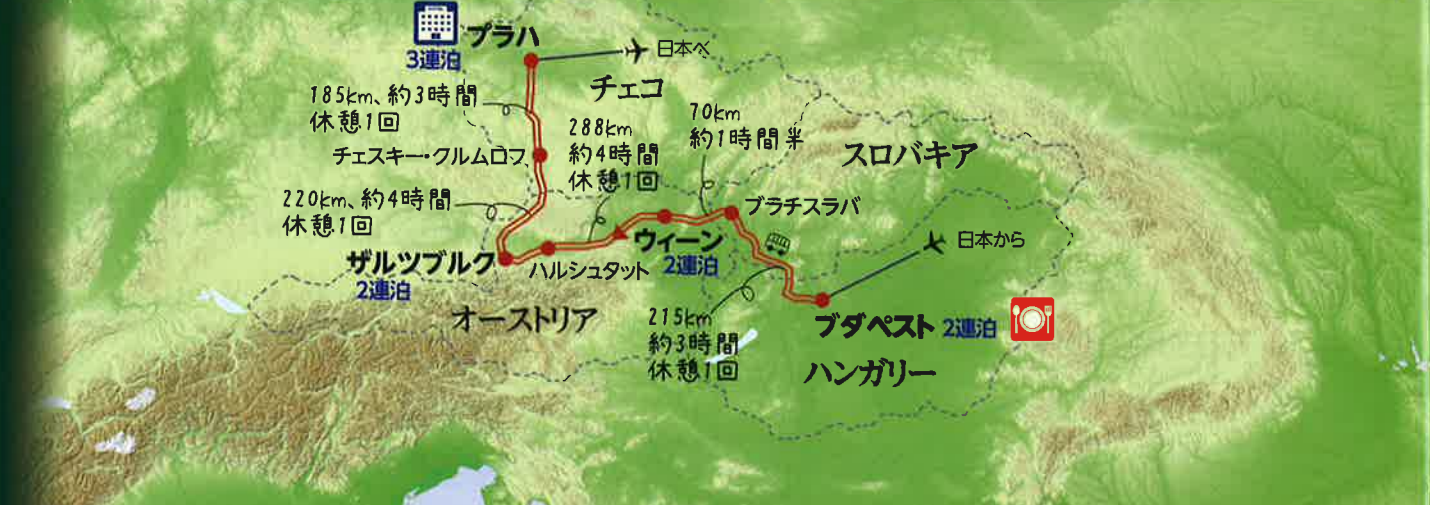 プラハ
3連泊
日本へ
チェコ
185km、約3時間
休憩1回
チェスキー・クルムロフ
288km
約4時間
休憩1回
70km
約1時間半
スロバキア
220km、約4時間
休憩1回
ブラチスラバ
ザルツブルク
2連泊
ハルシュタット
ウィーン
2連泊
日本から
オーストリア
215km
約3時間
休憩1回
ブダペスト 2連泊
ハンガリー